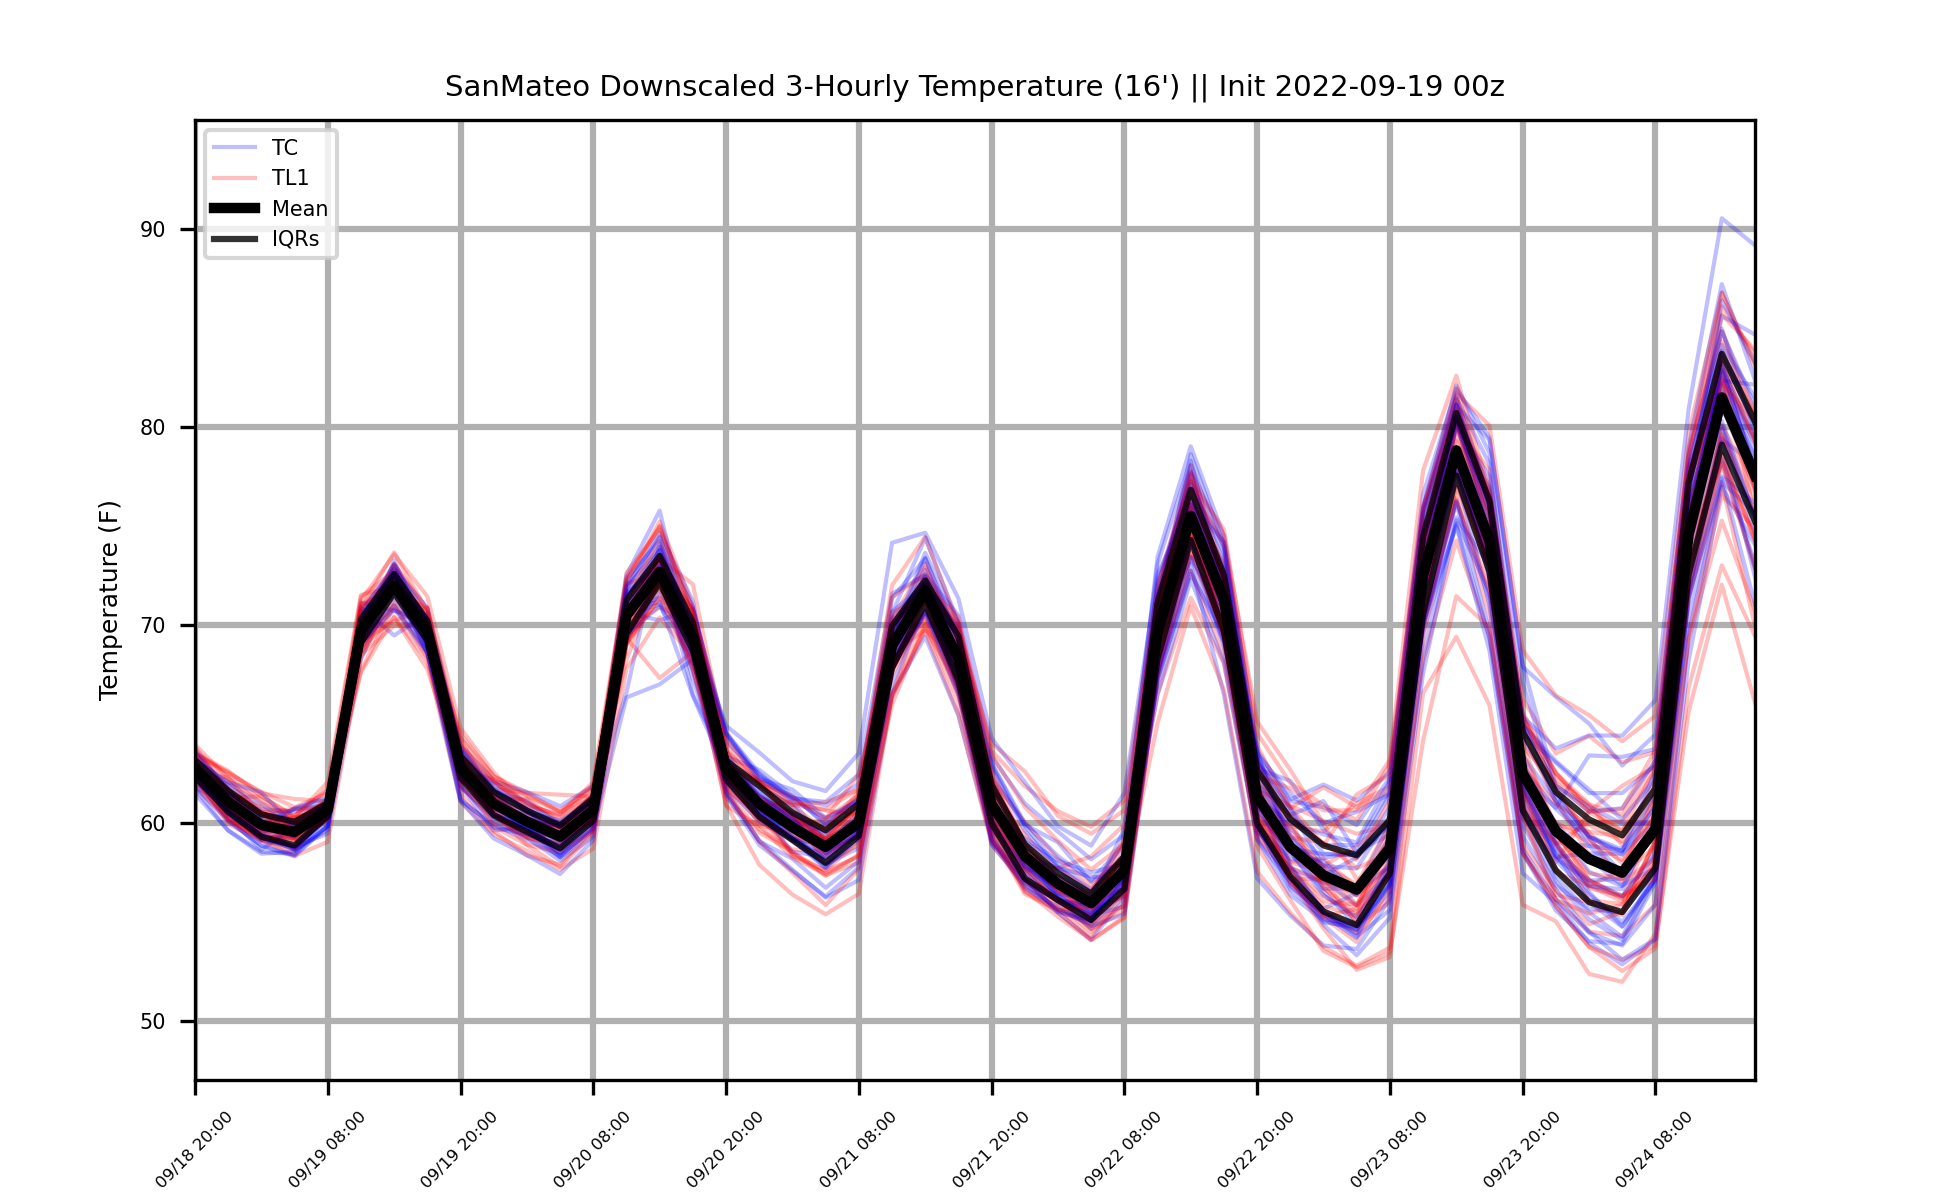 SanMateo Downscaled 3-Hourly Temperature (16') || Init 2022-09-19 00z
TC
TL1
Mean
IQRs
Temperature (F)
90
80
70
60
50
09/18 20:00
09/19 08:00
09/19 20:00
09/20 08:00
09/20 20:00
09/21 08:00
09/21 20:00
09/22 08:00
09/22 20:00
09/23 08:00
09/23 20:00
09/24 08:00